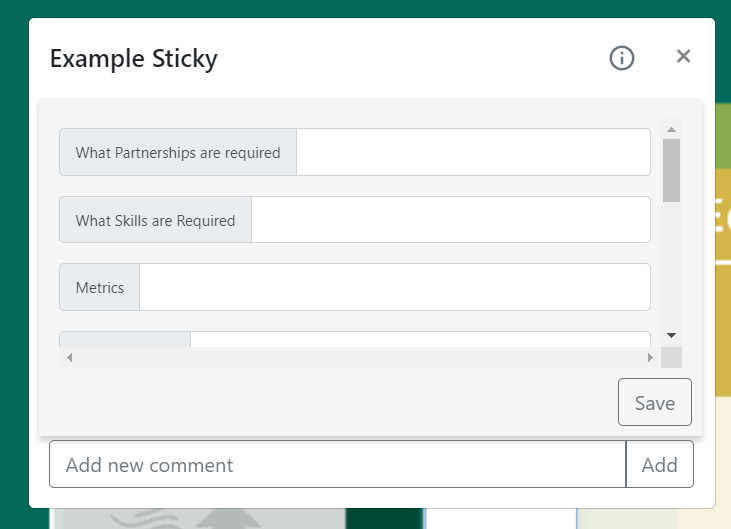 Example Sticky
What Partnerships are required
What Skills are Required
Metrics
Save
Add new comment
Add